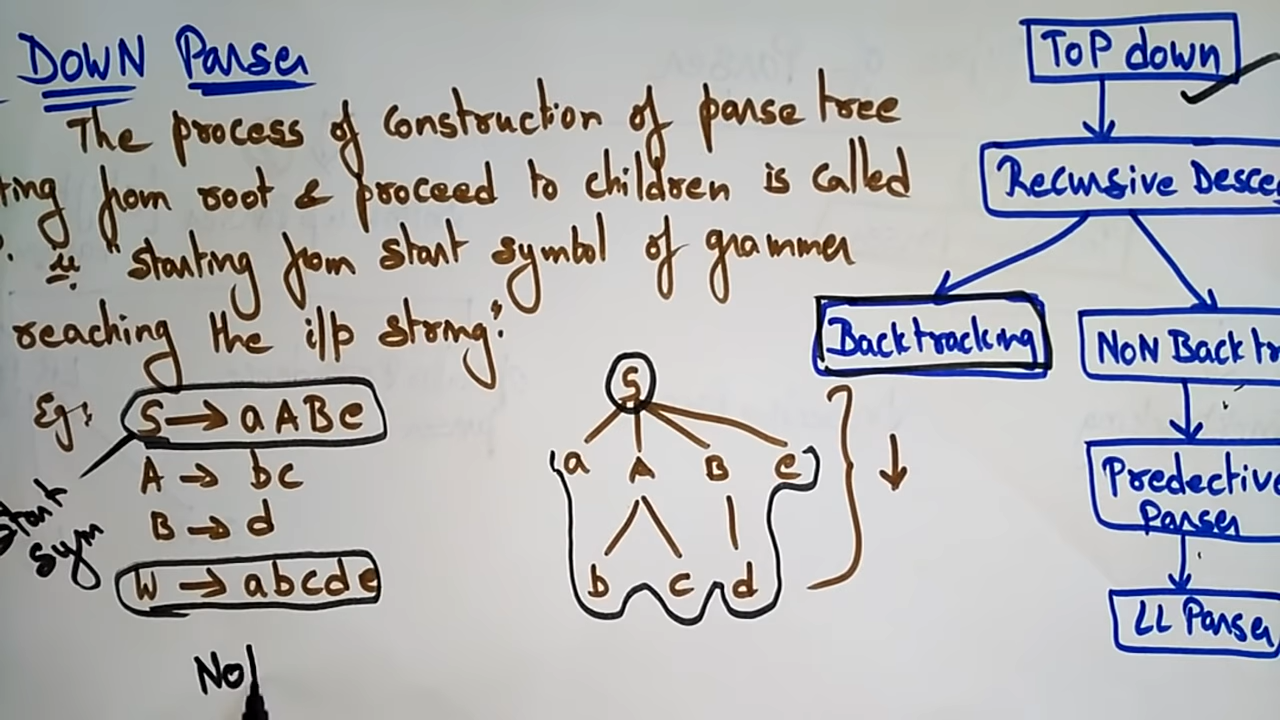 DOWN Parser
The process of construction of parse tree
ting from root & proceed to children is called
ie "starting from start symbol of grammer
reaching the i/p string."
Eg: S → aABe
A → bc
B → d
W → abcde
Start
Sym
No
S
a A B e
b c d
ToP down
Recursive Desce
Backtracking
NoN Backtr
Predective
Parser
LL Parser